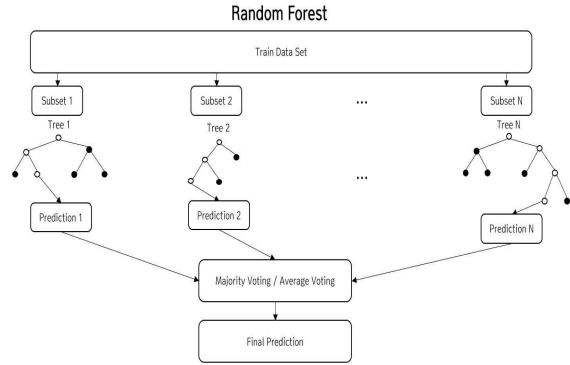 Random Forest
Train Data Set
Subset 1
Subset 2
...
Subset N
Tree 1
Tree 2
Tree N
...
Prediction 1
Prediction 2
Prediction N
Majority Voting / Average Voting
Final Prediction